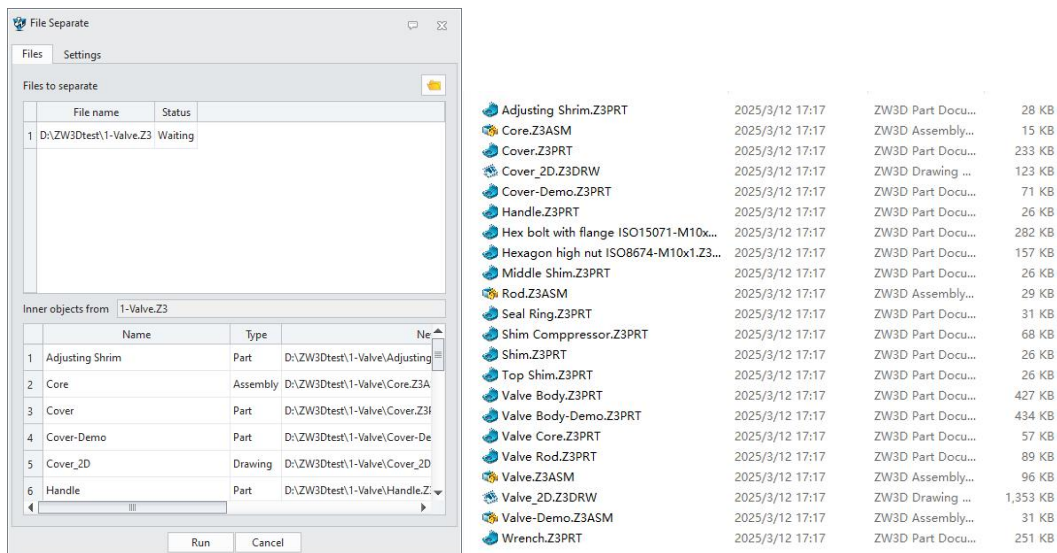 File Separate
Files Settings
Files to separate
File name Status
1 D:\ZW3Dtest\1-Valve.Z3 Waiting
Inner objects from 1-Valve.Z3
Name Type Ne
1 Adjusting Shrim Part D:\ZW3Dtest\1-Valve\Adjusting
2 Core Assembly D:\ZW3Dtest\1-Valve\Core.Z3A
3 Cover Part D:\ZW3Dtest\1-Valve\Cover.Z3P
4 Cover-Demo Part D:\ZW3Dtest\1-Valve\Cover-De
5 Cover_2D Drawing D:\ZW3Dtest\1-Valve\Cover_2D
6 Handle Part D:\ZW3Dtest\1-Valve\Handle.Z
Run Cancel
Adjusting Shrim.Z3PRT 2025/3/12 17:17 ZW3D Part Docu... 28 KB
Core.Z3ASM 2025/3/12 17:17 ZW3D Assembly... 15 KB
Cover.Z3PRT 2025/3/12 17:17 ZW3D Part Docu... 233 KB
Cover_2D.Z3DRW 2025/3/12 17:17 ZW3D Drawing ... 123 KB
Cover-Demo.Z3PRT 2025/3/12 17:17 ZW3D Part Docu... 71 KB
Handle.Z3PRT 2025/3/12 17:17 ZW3D Part Docu... 26 KB
Hex bolt with flange ISO15071-M10x... 2025/3/12 17:17 ZW3D Part Docu... 282 KB
Hexagon high nut ISO8674-M10x1.Z3... 2025/3/12 17:17 ZW3D Part Docu... 157 KB
Middle Shim.Z3PRT 2025/3/12 17:17 ZW3D Part Docu... 26 KB
Rod.Z3ASM 2025/3/12 17:17 ZW3D Assembly... 29 KB
Seal Ring.Z3PRT 2025/3/12 17:17 ZW3D Part Docu... 31 KB
Shim Comppressor.Z3PRT 2025/3/12 17:17 ZW3D Part Docu... 68 KB
Shim.Z3PRT 2025/3/12 17:17 ZW3D Part Docu... 26 KB
Top Shim.Z3PRT 2025/3/12 17:17 ZW3D Part Docu... 26 KB
Valve Body.Z3PRT 2025/3/12 17:17 ZW3D Part Docu... 427 KB
Valve Body-Demo.Z3PRT 2025/3/12 17:17 ZW3D Part Docu... 434 KB
Valve Core.Z3PRT 2025/3/12 17:17 ZW3D Part Docu... 57 KB
Valve Rod.Z3PRT 2025/3/12 17:17 ZW3D Part Docu... 89 KB
Valve.Z3ASM 2025/3/12 17:17 ZW3D Assembly... 96 KB
Valve_2D.Z3DRW 2025/3/12 17:17 ZW3D Drawing ... 1,353 KB
Valve-Demo.Z3ASM 2025/3/12 17:17 ZW3D Assembly... 31 KB
Wrench.Z3PRT 2025/3/12 17:17 ZW3D Part Docu... 251 KB